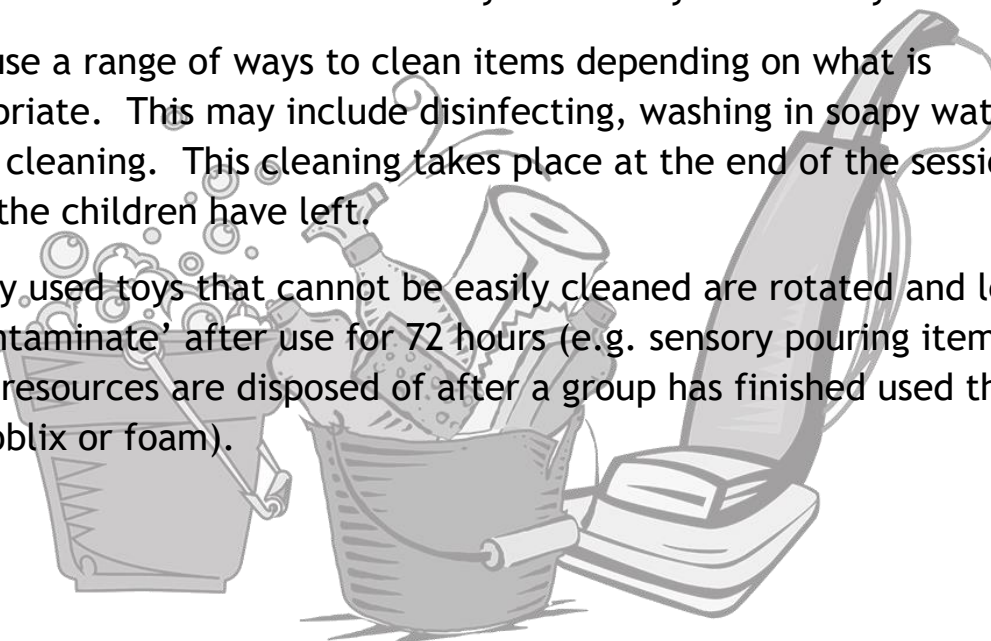 use a range of ways to clean items depending on what is
priate. This may include disinfecting, washing in soapy wat
cleaning. This cleaning takes place at the end of the sessi
the children have left.
y used toys that cannot be easily cleaned are rotated and l
ntaminate’ after use for 72 hours (e.g. sensory pouring item
resources are disposed of after a group has finished used th
oblix or foam).